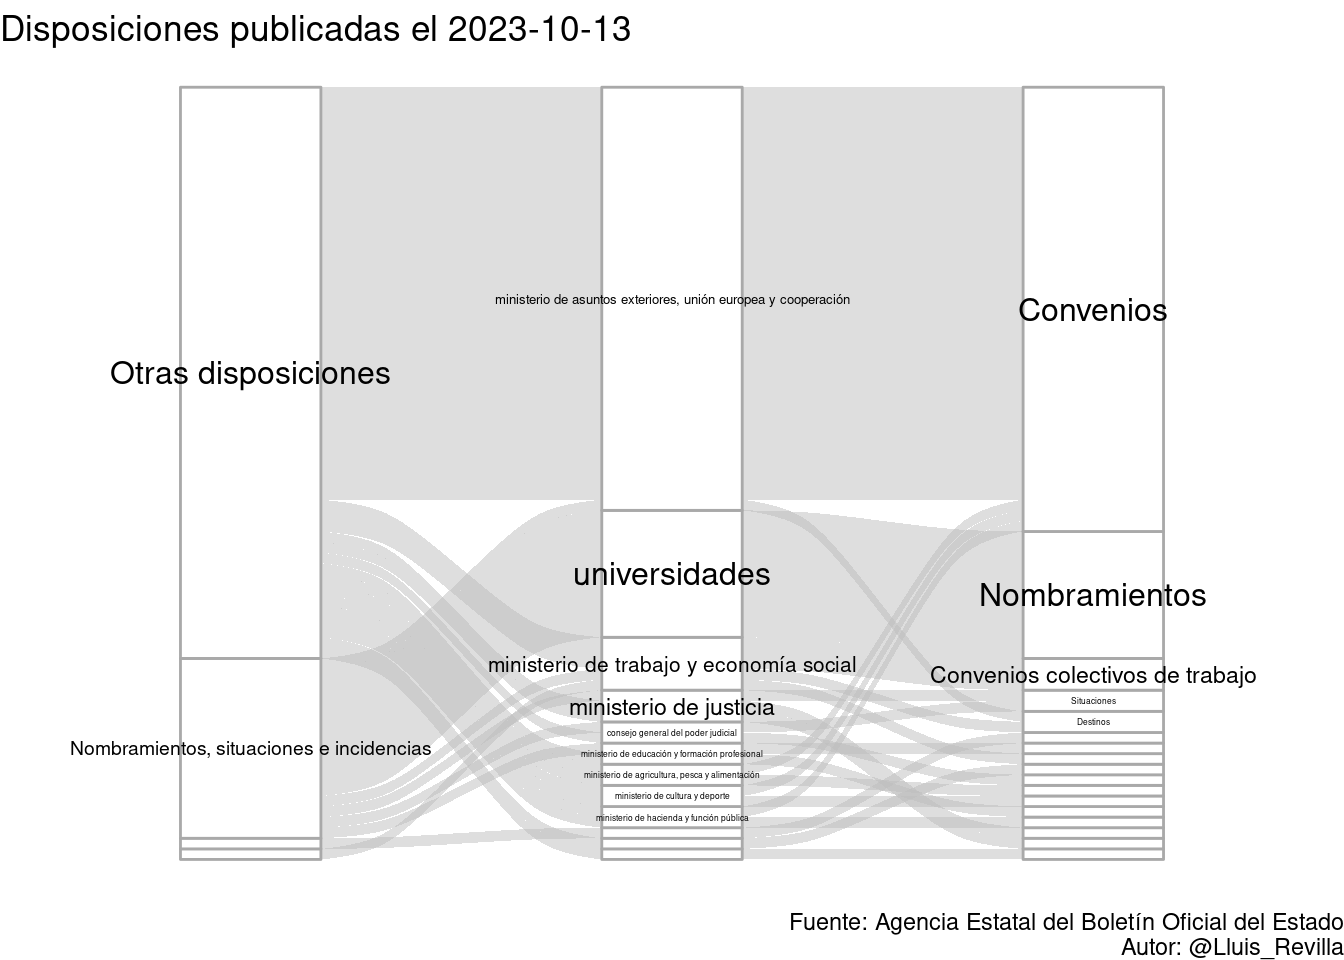 Disposiciones publicadas el 2023-10-13
Otras disposiciones
Nombramientos, situaciones e incidencias
ministerio de asuntos exteriores, unión europea y cooperación
universidades
ministerio de trabajo y economía social
ministerio de justicia
consejo general del poder judicial
ministerio de educación y formación profesional
ministerio de agricultura, pesca y alimentación
ministerio de cultura y deporte
ministerio de hacienda y función pública
Convenios
Nombramientos
Convenios colectivos de trabajo
Situaciones
Destinos
Fuente: Agencia Estatal del Boletín Oficial del Estado
Autor: @Lluis_Revilla